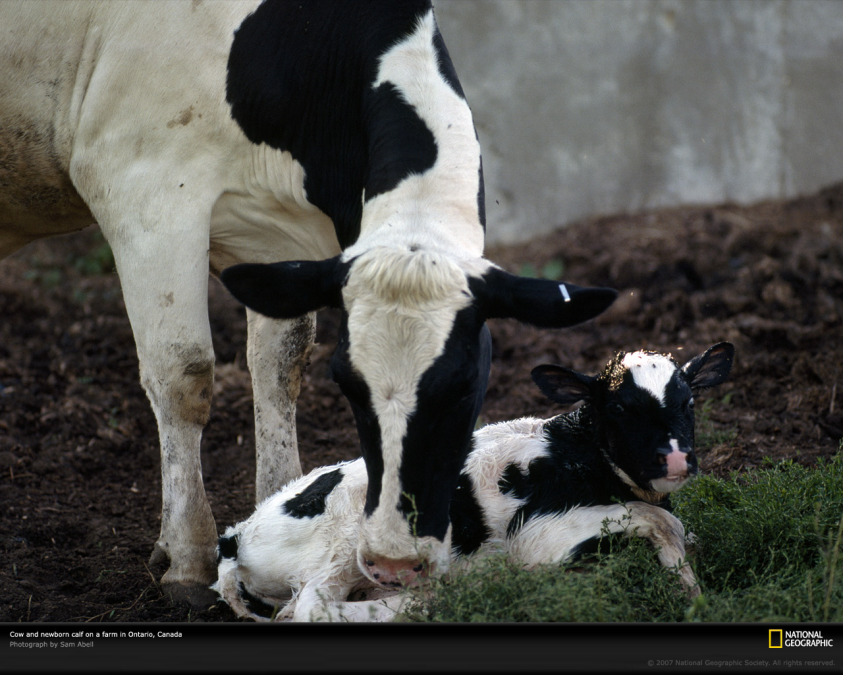 Cow and newborn calf on a farm in Ontario, Canada
Photograph by Sam Abell
NATIONAL
GEOGRAPHIC
© 2007 National Geographic Society. All rights reserved.